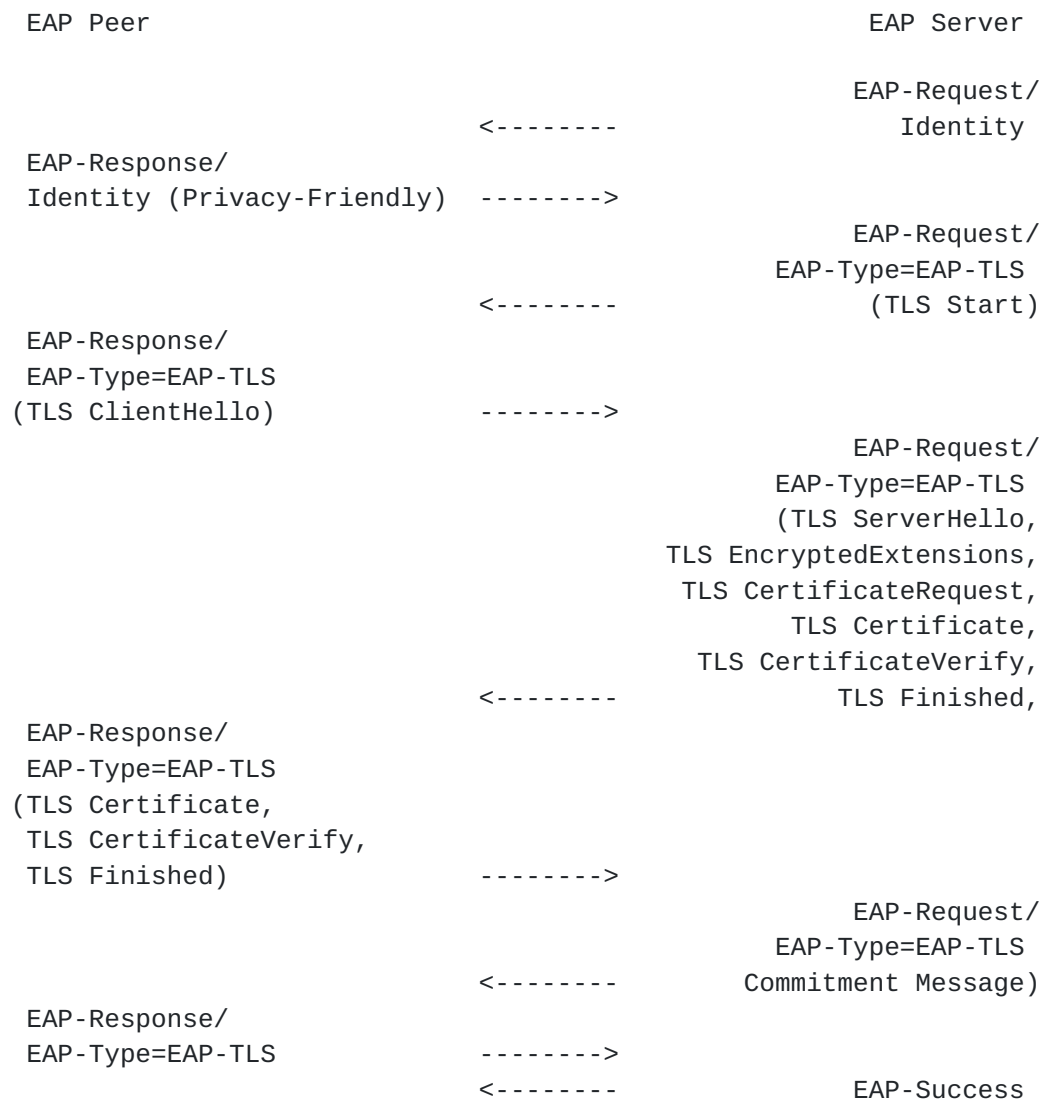 EAP Peer                                              EAP Server

                                                    EAP-Request/
                              <--------                Identity
EAP-Response/
Identity (Privacy-Friendly)   -------->
                                                    EAP-Request/
                                               EAP-Type=EAP-TLS
                              <--------              (TLS Start)
EAP-Response/
EAP-Type=EAP-TLS
(TLS ClientHello)             -------->
                                                    EAP-Request/
                                               EAP-Type=EAP-TLS
                                               (TLS ServerHello,
                                        TLS EncryptedExtensions,
                                         TLS CertificateRequest,
                                                TLS Certificate,
                                          TLS CertificateVerify,
                              <--------            TLS Finished,
EAP-Response/
EAP-Type=EAP-TLS
(TLS Certificate,
TLS CertificateVerify,
TLS Finished)                 -------->
                                                    EAP-Request/
                                               EAP-Type=EAP-TLS
                              <--------      Commitment Message)
EAP-Response/
EAP-Type=EAP-TLS              -------->
                              <--------             EAP-Success